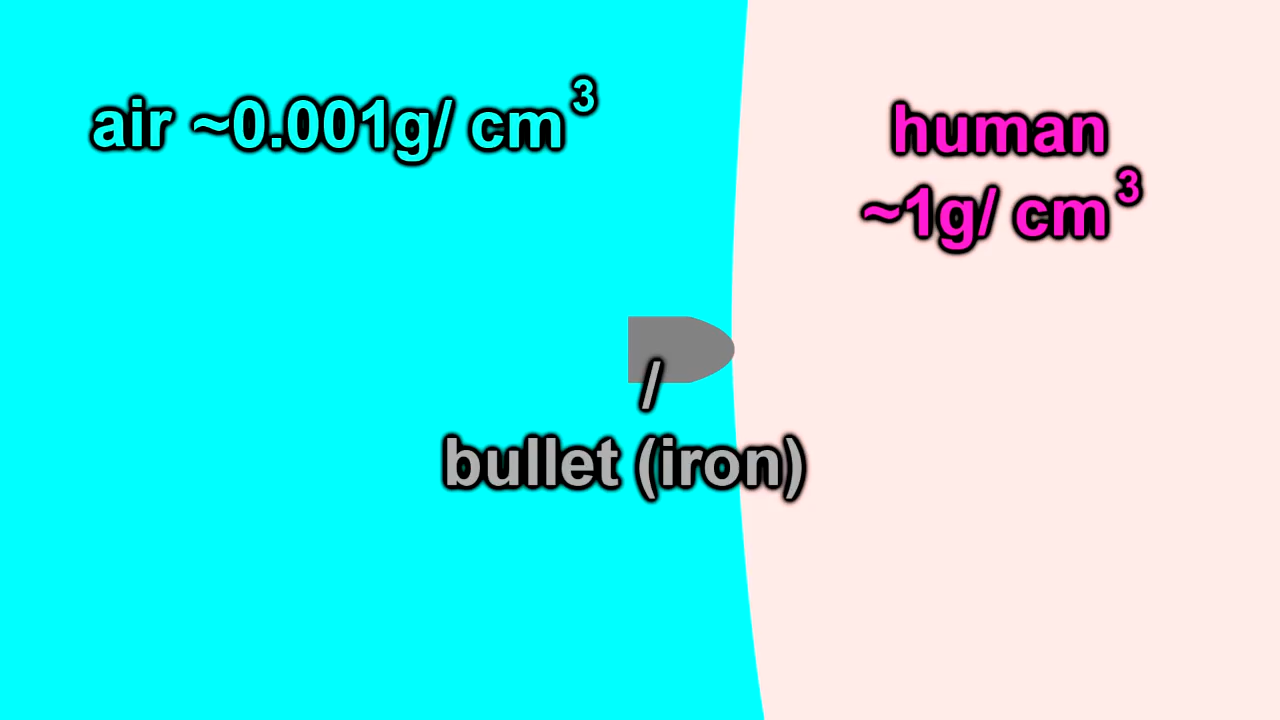 air ~0.001g/ cm³
human
~1g/ cm³
/
bullet (iron)